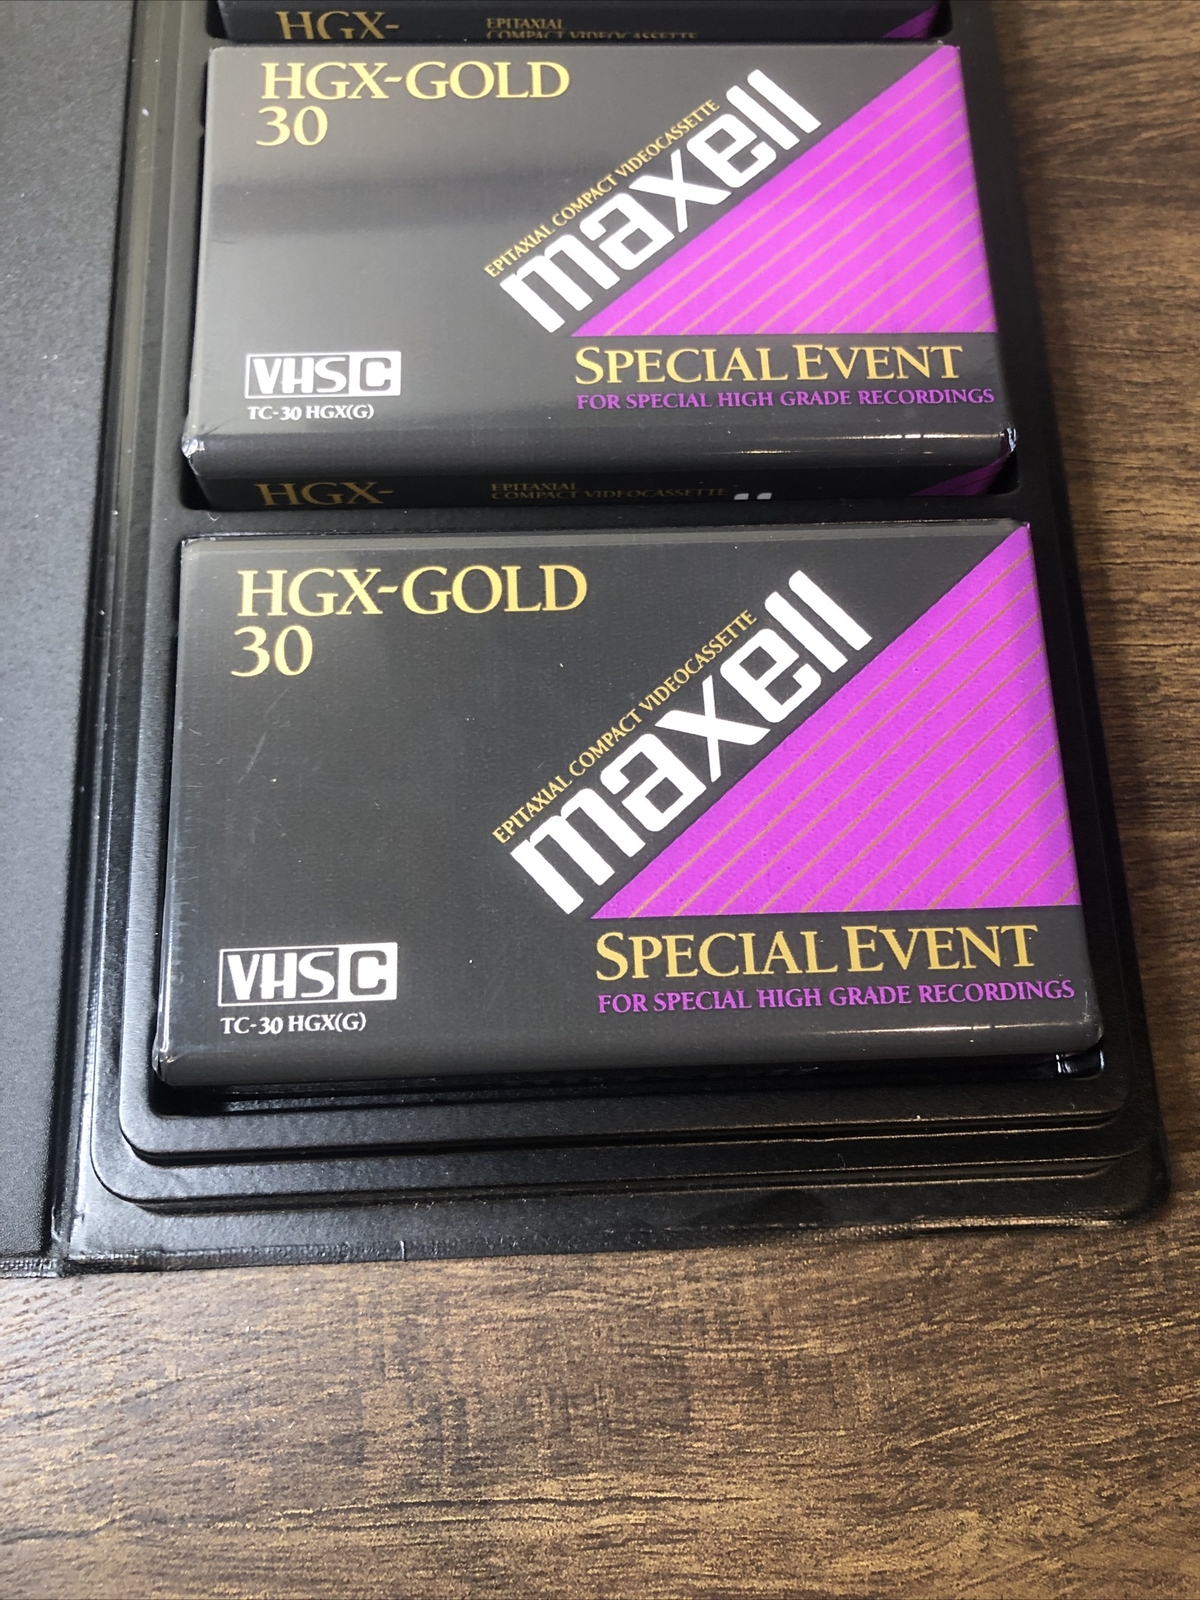 HGX-
EPITAXIAL
COMPACT VIDEOCASSETTE
HGX-GOLD
30
EPITAXIAL COMPACT VIDEOCASSETTE
maxell
VHS C
TC-30 HGX(G)
SPECIAL EVENT
FOR SPECIAL HIGH GRADE RECORDINGS
HGX-
EPITAXIAL
COMPACT VIDEOCASSETTE
HGX-GOLD
30
EPITAXIAL COMPACT VIDEOCASSETTE
maxell
VHS C
TC-30 HGX(G)
SPECIAL EVENT
FOR SPECIAL HIGH GRADE RECORDINGS